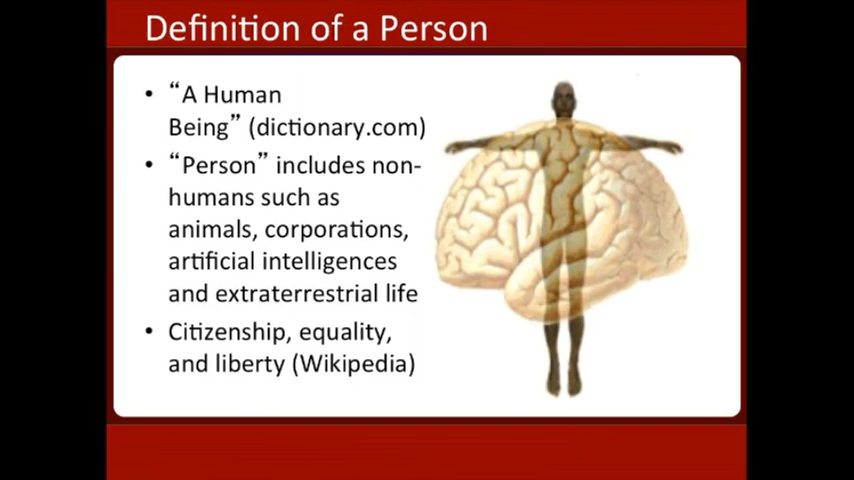 Definition of a Person
• “A Human
Being” (dictionary.com)
• “Person” includes non-
humans such as
animals, corporations,
artificial intelligences
and extraterrestrial life
• Citizenship, equality,
and liberty (Wikipedia)